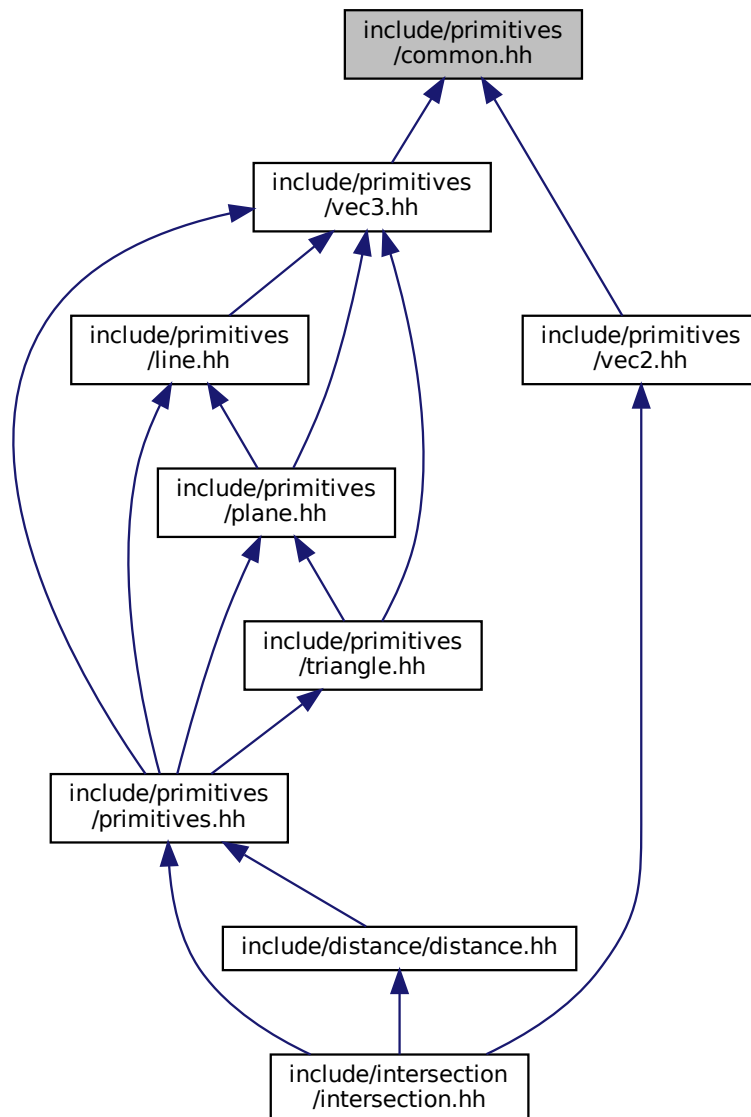 include/primitives
/common.hh
include/primitives
/vec3.hh
include/primitives
/line.hh
include/primitives
/vec2.hh
include/primitives
/plane.hh
include/primitives
/triangle.hh
include/primitives
/primitives.hh
include/distance/distance.hh
include/intersection
/intersection.hh